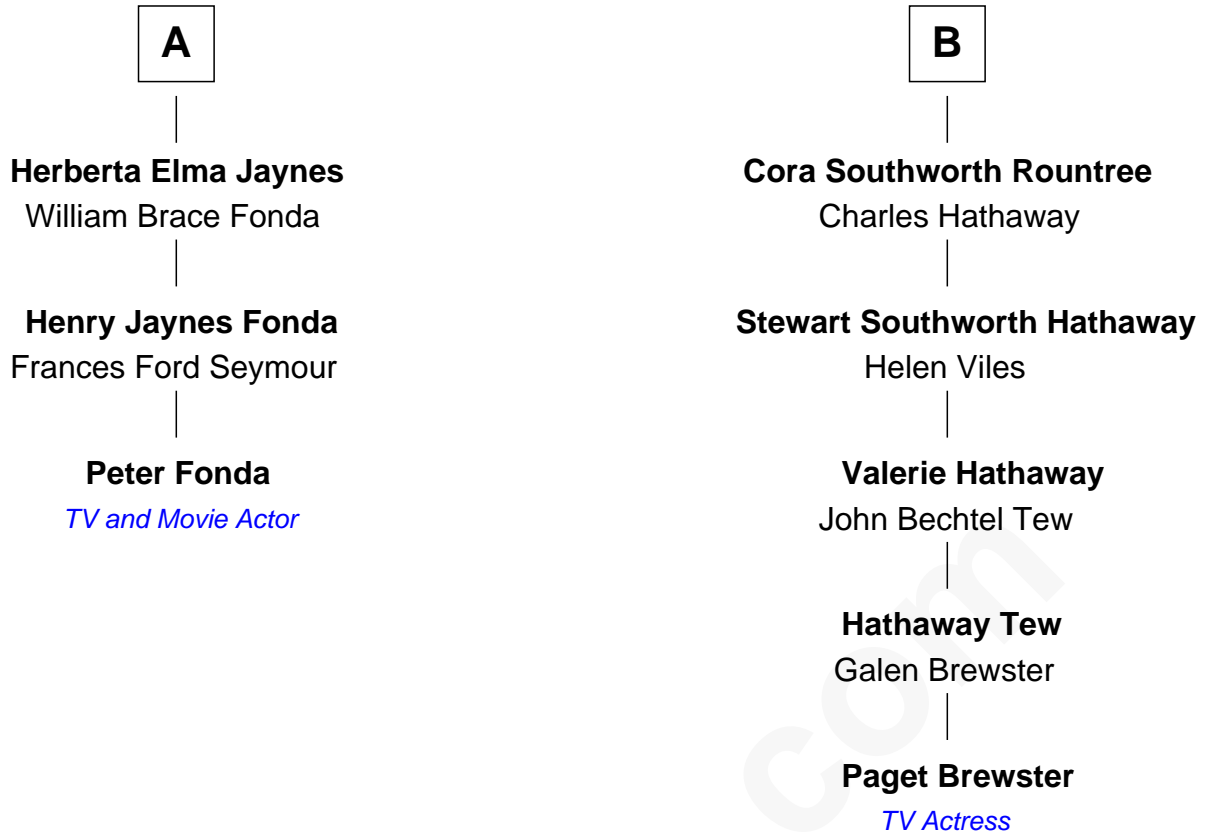 A
Herberta Elma Jaynes
William Brace Fonda
Henry Jaynes Fonda
Frances Ford Seymour
Peter Fonda
TV and Movie Actor
B
Cora Southworth Rountree
Charles Hathaway
Stewart Southworth Hathaway
Helen Viles
Valerie Hathaway
John Bechtel Tew
Hathaway Tew
Galen Brewster
Paget Brewster
TV Actress
com